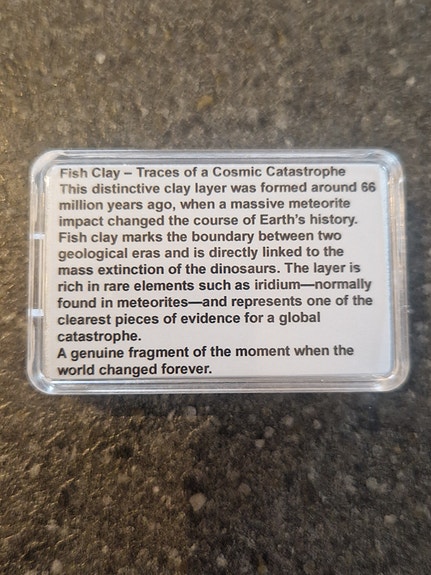 Fish Clay – Traces of a Cosmic Catastrophe
This distinctive clay layer was formed around 66
million years ago, when a massive meteorite
impact changed the course of Earth's history.
Fish clay marks the boundary between two
geological eras and is directly linked to the
mass extinction of the dinosaurs. The layer is
rich in rare elements such as iridium—normally
found in meteorites—and represents one of the
clearest pieces of evidence for a global
catastrophe.
A genuine fragment of the moment when the
world changed forever.